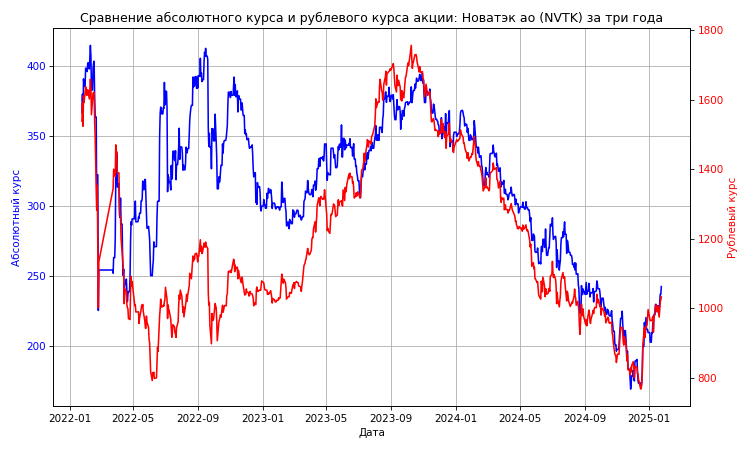 Сравнение абсолютного курса и рублевого курса акции: Новатэк ао (NVTK) за три года
Абсолютный курс
400
350
300
250
200
1800
1600
1400
1200
1000
800
Рублевый курс
2022-01 2022-05 2022-09 2023-01 2023-05 2023-09 2024-01 2024-05 2024-09 2025-01
Дата